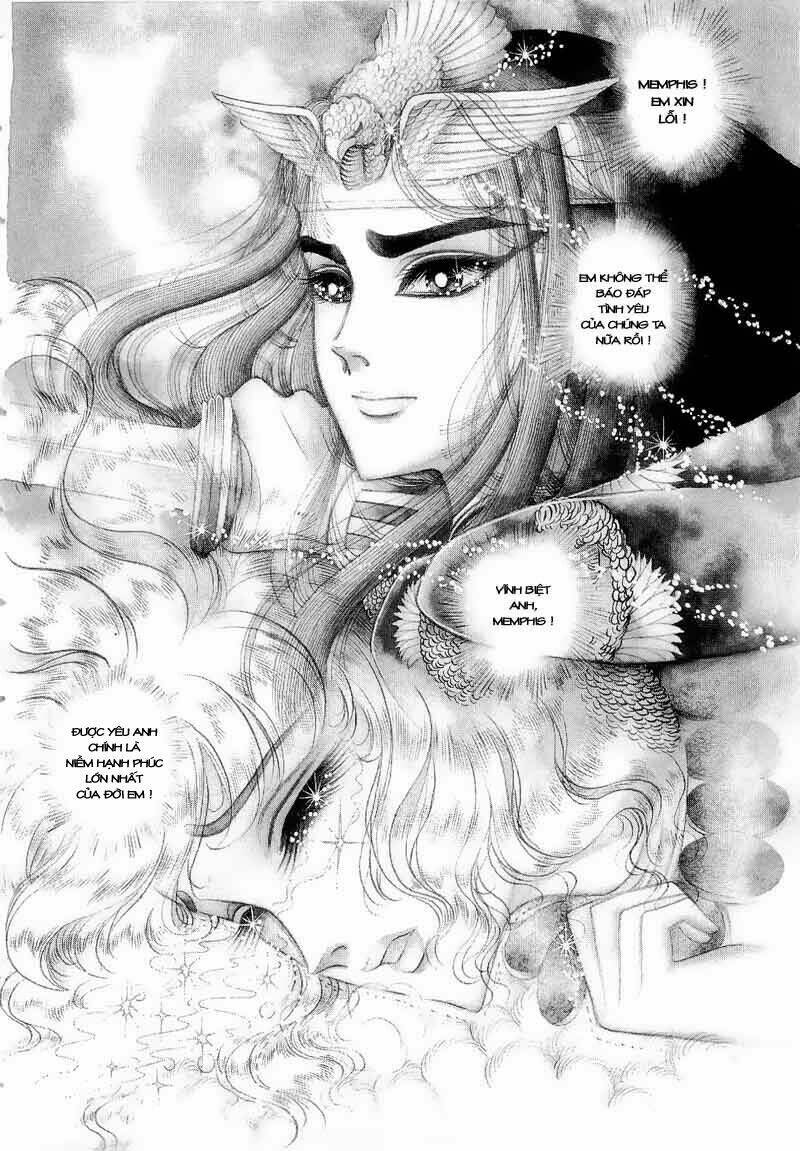 MEMPHIS !
EM XIN
LỖI !
EM KHÔNG THỂ
BÁO ĐÁP
TÌNH YÊU
CỦA CHÚNG TA
NỮA RỒI !
VĨNH BIỆT
ANH,
MEMPHIS !
ĐƯỢC YÊU ANH
CHÍNH LÀ
NIỀM HẠNH PHÚC
LỚN NHẤT
CỦA ĐỜI EM !